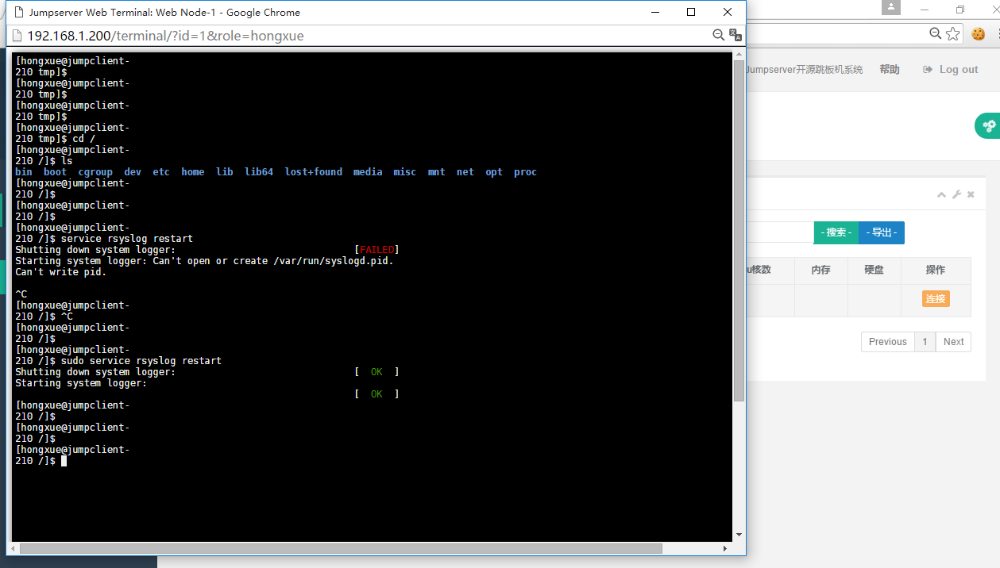 Jumpserver Web Terminal: Web Node-1 - Google Chrome
192.168.1.200/terminal/?id=1&role=hongxue
[hongxue@jumpclient-
210 tmp]$
[hongxue@jumpclient-
210 tmp]$
[hongxue@jumpclient-
210 tmp]$
[hongxue@jumpclient-
210 tmp]$ cd /
[hongxue@jumpclient-
210 /]$ ls
bin boot cgroup dev etc home lib lib64 lost+found media misc mnt net opt proc
[hongxue@jumpclient-
210 /]$
[hongxue@jumpclient-
210 /]$
[hongxue@jumpclient-
210 /]$ service rsyslog restart
Shutting down system logger: [FAILED]
Starting system logger: Can't open or create /var/run/syslogd.pid.
Can't write pid.
^C
[hongxue@jumpclient-
210 /]$ ^C
[hongxue@jumpclient-
210 /]$
[hongxue@jumpclient-
210 /]$ sudo service rsyslog restart
Shutting down system logger: [ OK ]
Starting system logger:
[ OK ]
[hongxue@jumpclient-
210 /]$
[hongxue@jumpclient-
210 /]$
[hongxue@jumpclient-
210 /]$
Jumpserver开源跳板机系统 帮助 Log out
- 搜索 - - 导出 -
u核数 内存 硬盘 操作
连接
Previous 1 Next